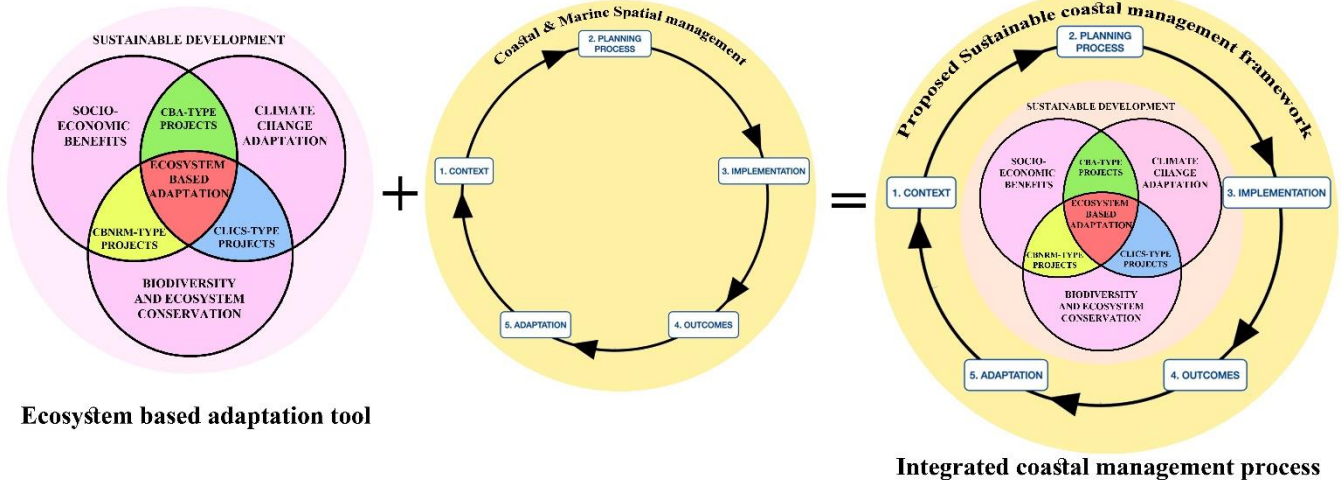 SUSTAINABLE DEVELOPMENT
SOCIO-
ECONOMIC
BENEFITS
CBA-TYPE
PROJECTS
CLIMATE
CHANGE
ADAPTATION
ECOSYSTEM
BASED
ADAPTATION
CBNRM-TYPE
PROJECTS
CLICS-TYPE
PROJECTS
BIODIVERSITY
AND ECOSYSTEM
CONSERVATION
Ecosystem based adaptation tool
+
Coastal & Marine Spatial management
2. PLANNING
PROCESS
1. CONTEXT
3. IMPLEMENTATION
5. ADAPTATION
4. OUTCOMES
=
Proposed Sustainable coastal management framework
2. PLANNING
PROCESS
SUSTAINABLE DEVELOPMENT
SOCIO-
ECONOMIC
BENEFITS
CBA-TYPE
PROJECTS
CLIMATE
CHANGE
ADAPTATION
1. CONTEXT
3. IMPLEMENTATION
ECOSYSTEM
BASED
ADAPTATION
CBNRM-TYPE
PROJECTS
CLICS-TYPE
PROJECTS
BIODIVERSITY
AND ECOSYSTEM
CONSERVATION
5. ADAPTATION
4. OUTCOMES
Integrated coastal management process